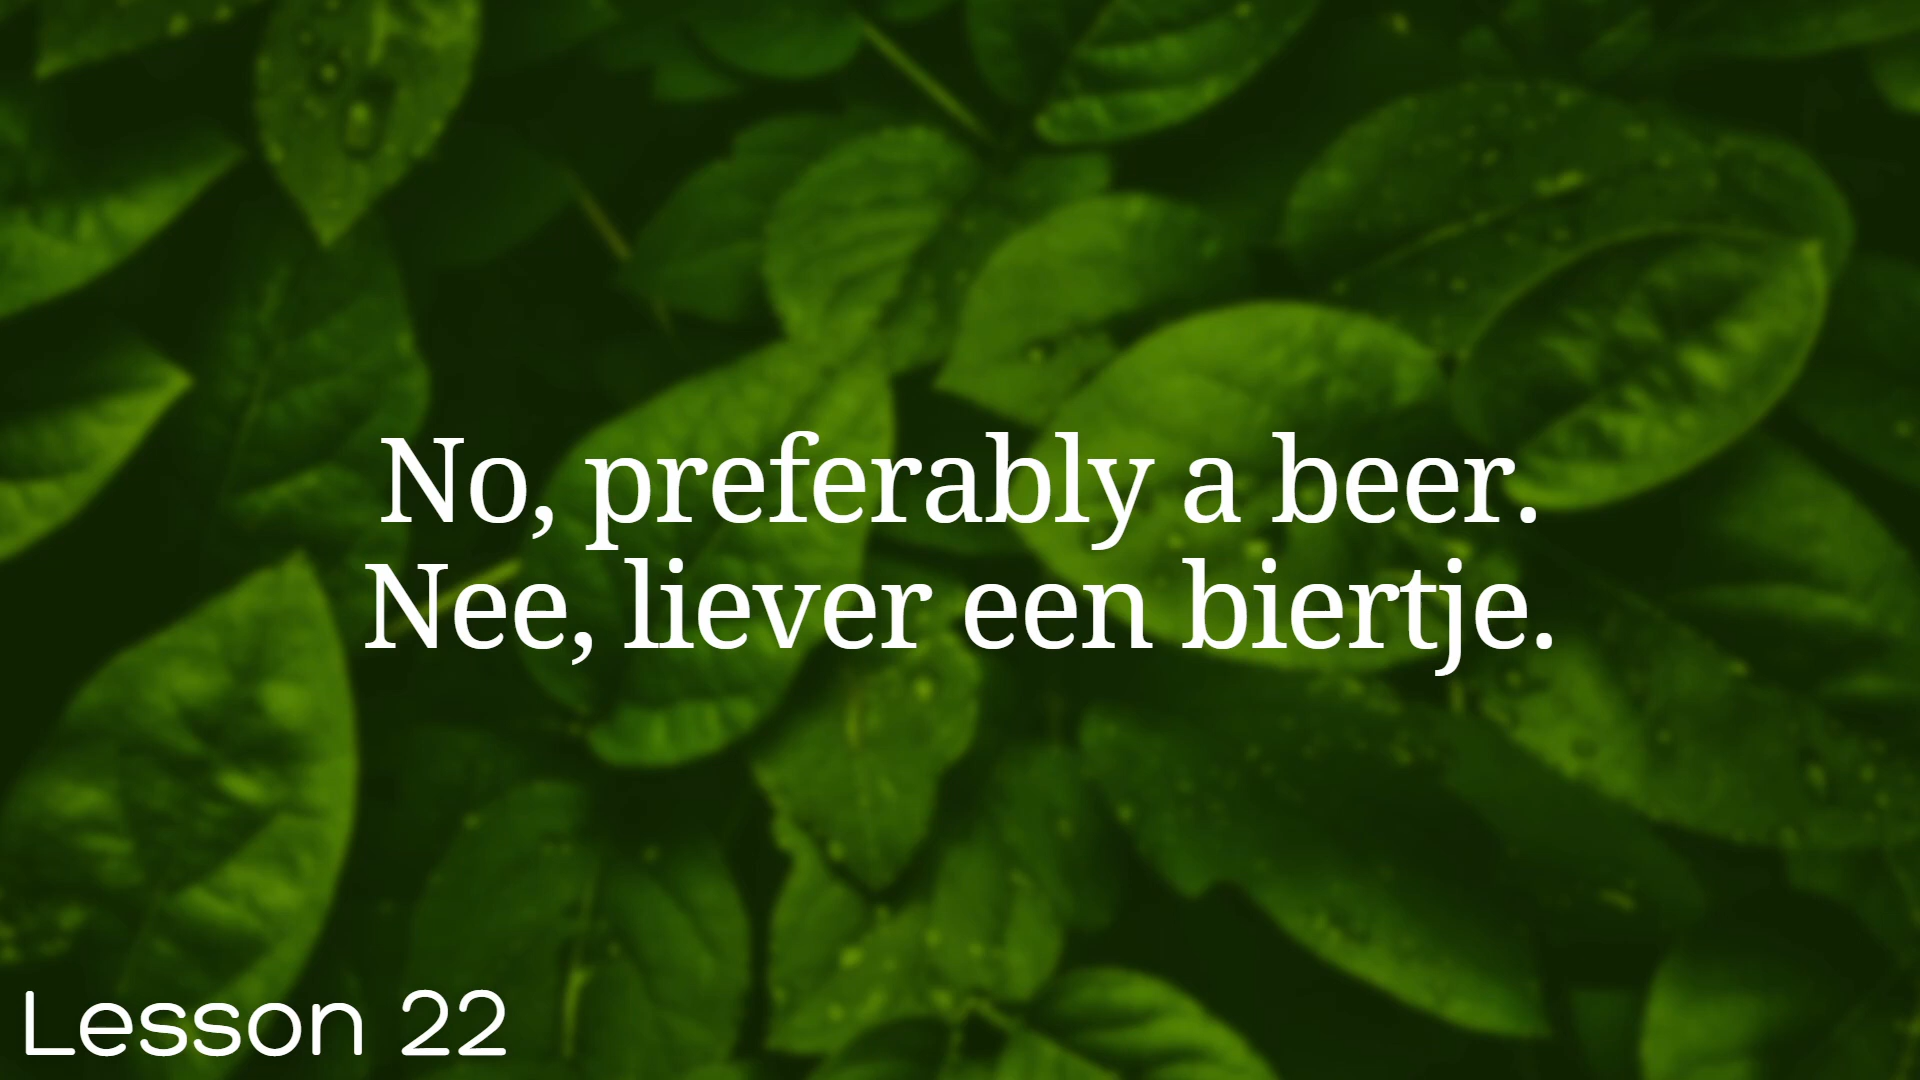 No, preferably a beer.
Nee, liever een biertje.
Lesson 22